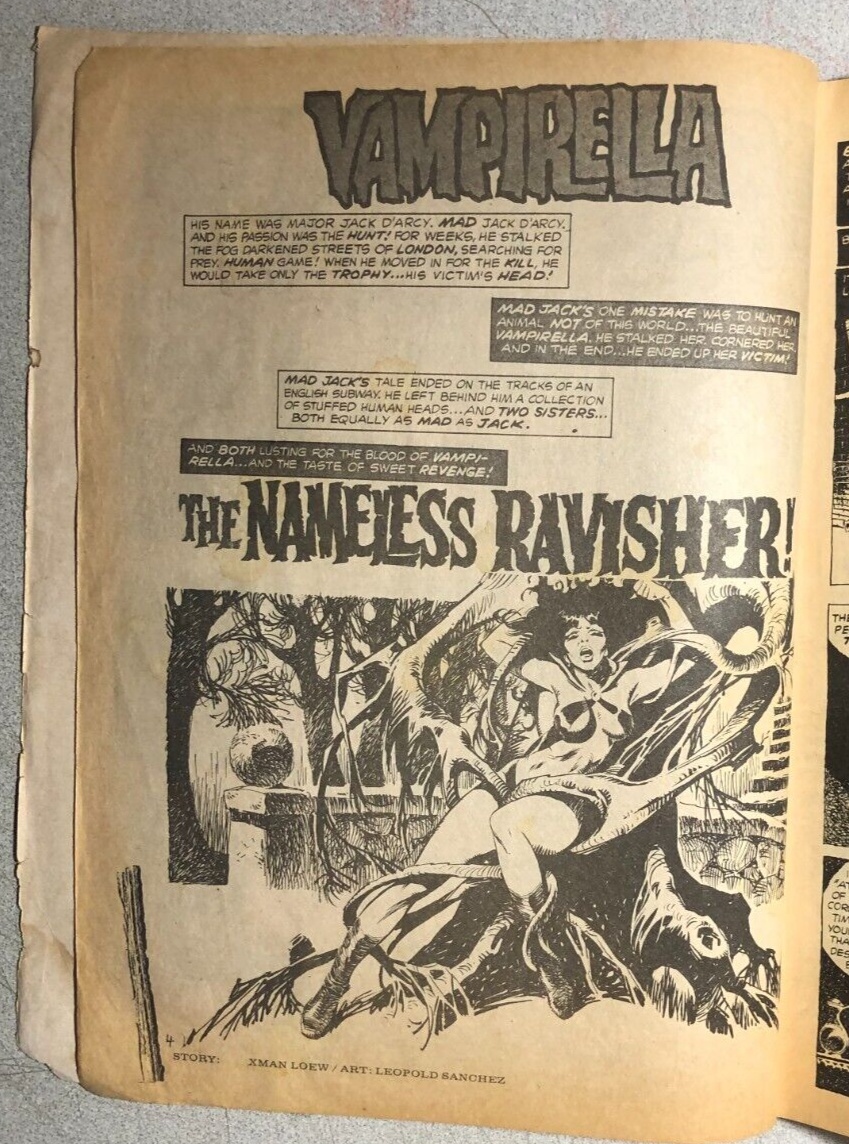 VAMPIRELLA
HIS NAME WAS MAJOR JACK D'ARCY. MAD JACK D'ARCY.
AND HIS PASSION WAS THE HUNT! FOR WEEKS, HE STALKED
THE FOG DARKENED STREETS OF LONDON, SEARCHING FOR
PREY. HUMAN GAME! WHEN HE MOVED IN FOR THE KILL, HE
WOULD TAKE ONLY THE TROPHY...HIS VICTIM'S HEAD!
MAD JACK'S ONE MISTAKE WAS TO HUNT AN
ANIMAL NOT OF THIS WORLD...THE BEAUTIFUL
VAMPIRELLA. HE STALKED HER. CORNERED HER.
AND IN THE END...HE ENDED UP HER VICTIM!
MAD JACK'S TALE ENDED ON THE TRACKS OF AN
ENGLISH SUBWAY. HE LEFT BEHIND HIM A COLLECTION
OF STUFFED HUMAN HEADS...AND TWO SISTERS...
BOTH EQUALLY AS MAD AS JACK.
AND BOTH LUSTING FOR THE BLOOD OF VAMPI-
RELLA...AND THE TASTE OF SWEET REVENGE!
THE NAMELESS RAVISHER!
4
STORY: XMAN LOEW / ART: LEOPOLD SANCHEZ